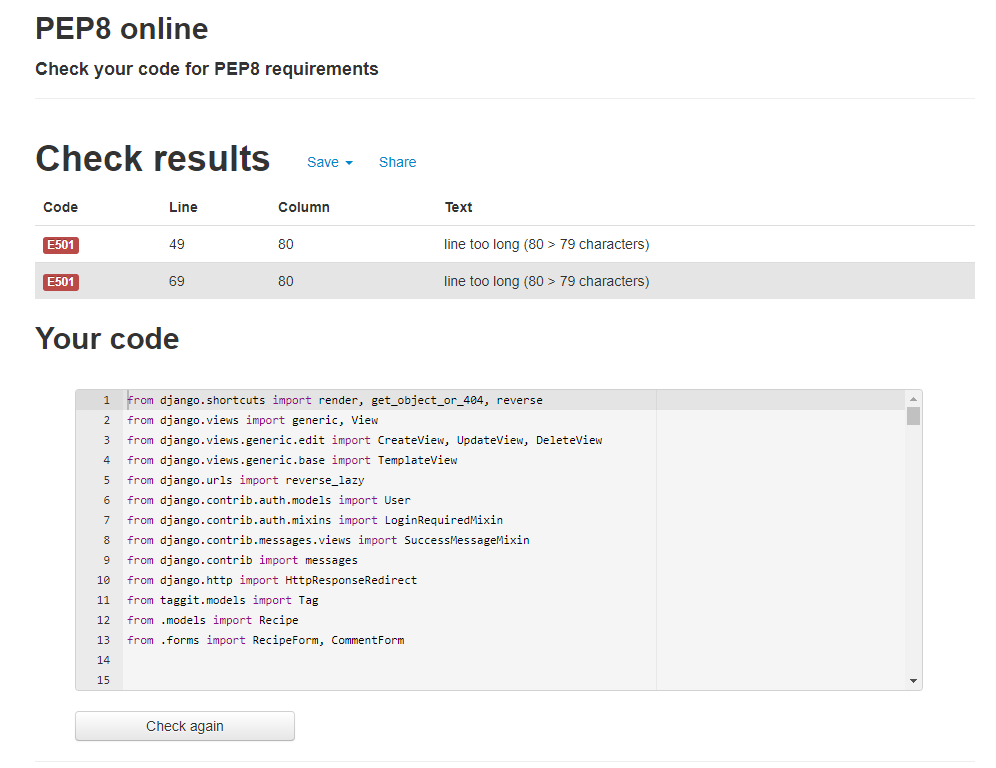 PEP8 online
Check your code for PEP8 requirements
Check results Save Share
Code Line Column Text
E501 49 80 line too long (80 > 79 characters)
E501 69 80 line too long (80 > 79 characters)
Your code
1 from django.shortcuts import render, get_object_or_404, reverse
2 from django.views import generic, View
3 from django.views.generic.edit import CreateView, UpdateView, DeleteView
4 from django.views.generic.base import TemplateView
5 from django.urls import reverse_lazy
6 from django.contrib.auth.models import User
7 from django.contrib.auth.mixins import LoginRequiredMixin
8 from django.contrib.messages.views import SuccessMessageMixin
9 from django.contrib import messages
10 from django.http import HttpResponseRedirect
11 from taggit.models import Tag
12 from .models import Recipe
13 from .forms import RecipeForm, CommentForm
14
15
Check again